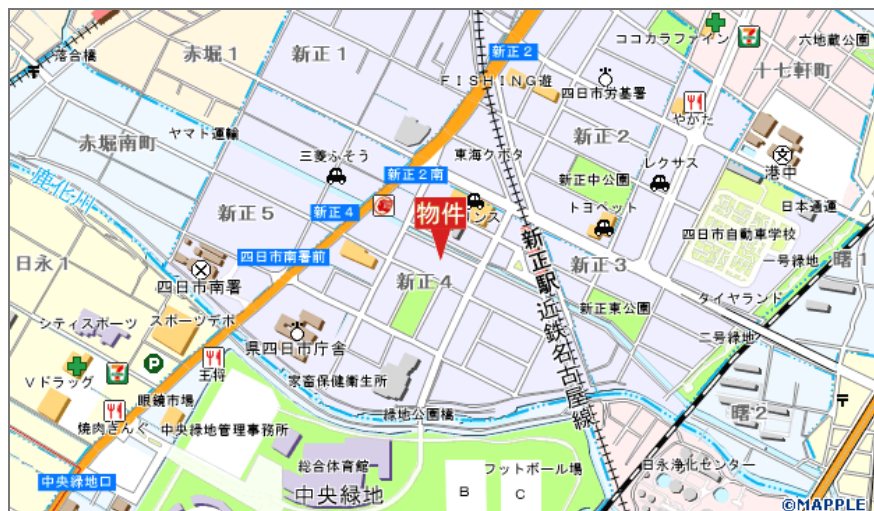 落合橋
赤堀1
新正1
新正2
ココカラファイン
六地蔵公園
十七軒町
FISHING遊
四日市労基署
やかた
赤堀南町
ヤマト運輸
三菱ふそう
新正2南
東海クボタ
新正2
新正中公園
レクサス
港中
鹿化川
新正5
新正4
物件
ンス
トヨペット
日本通運
四日市自動車学校
日永1
四日市南署前
四日市南署
新正4
新正駅
近鉄名古屋線
新正3
一号緑地
曙1
シティスポーツ
スポーツデポ
県四日市庁舎
新正東公園
タイヤランド
二号緑地
Vドラッグ
P
王将
家畜保健衛生所
眼鏡市場
焼肉きんぐ
中央緑地管理事務所
緑地公園橋
曙2
中央緑地口
総合体育館
中央緑地
フットボール場
B
C
日永浄化センター
©MAPPLE